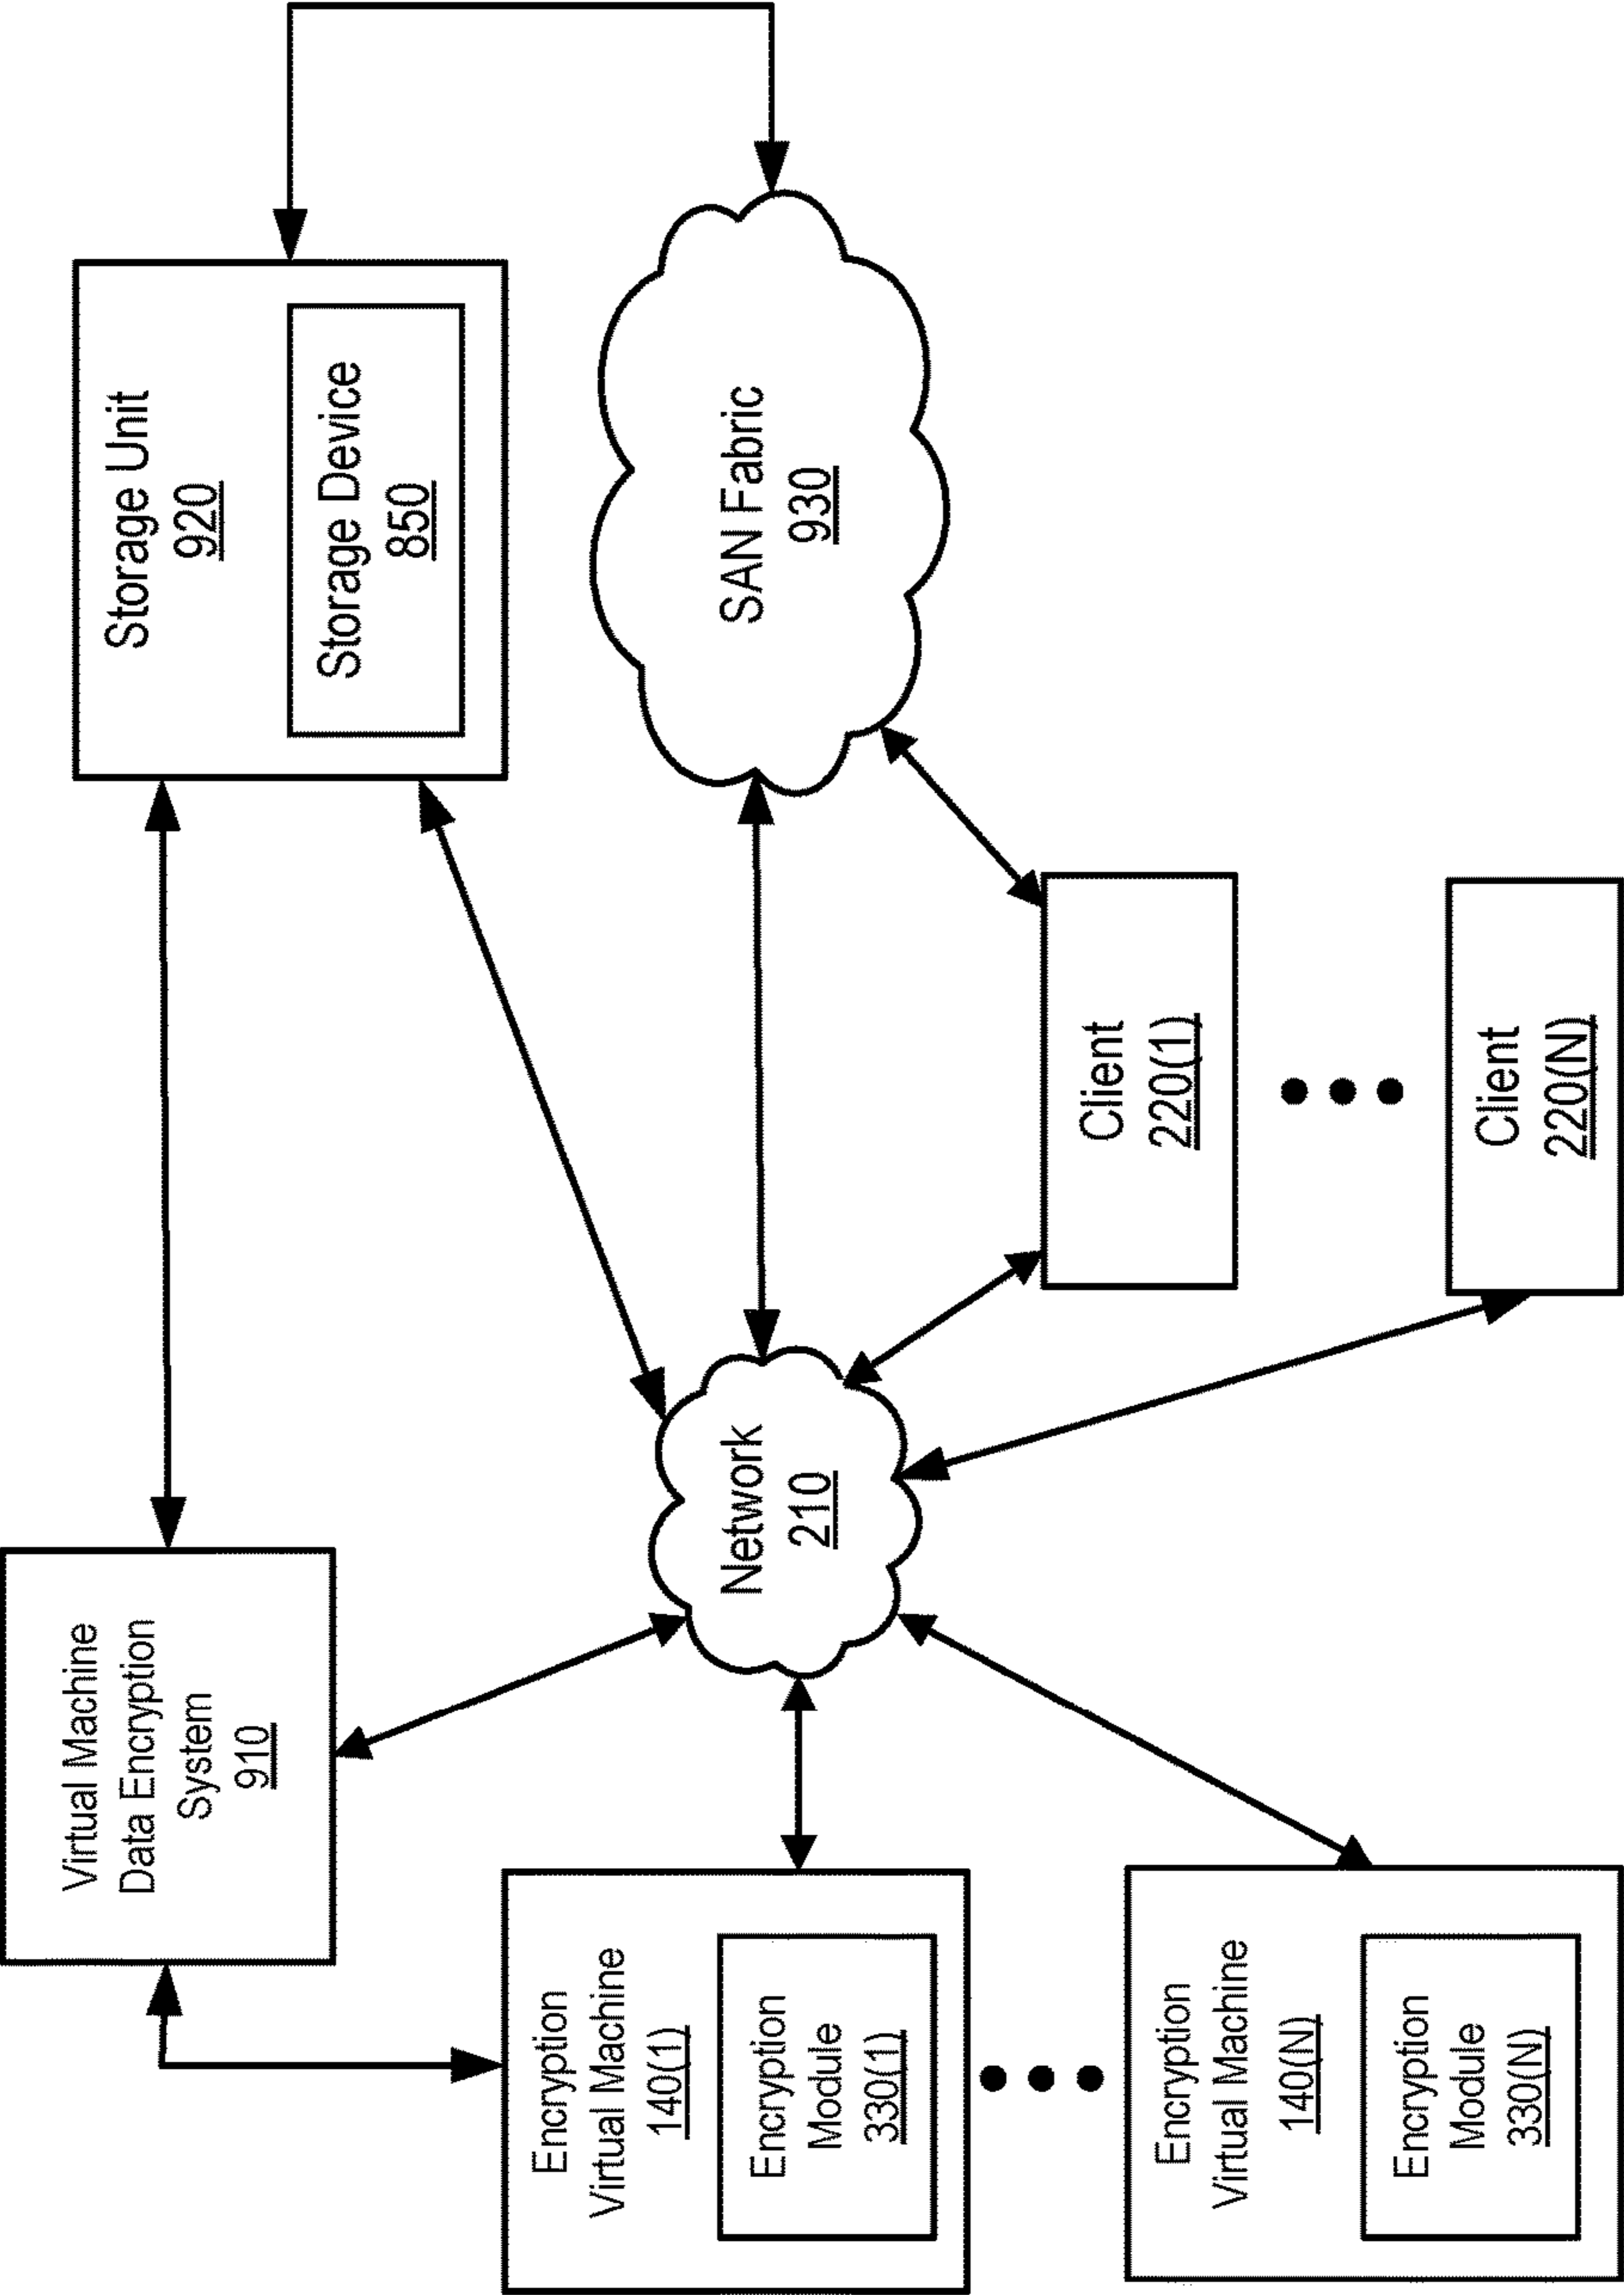 Virtual Machine
Data Encryption
System
910
Storage Unit
920
Storage Device
850
Encryption
Virtual Machine
140(1)
Encryption
Module
330(1)
Network
210
SAN Fabric
930
Client
220(1)
Encryption
Virtual Machine
140(N)
Encryption
Module
330(N)
Client
220(N)